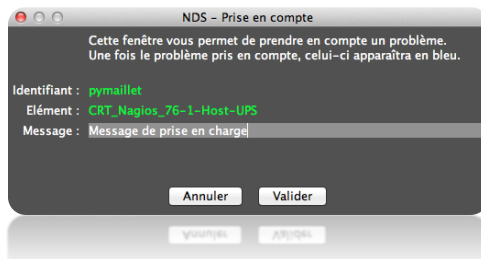 NDS - Prise en compte
Cette fenêtre vous permet de prendre en compte un problème.
Une fois le problème pris en compte, celui-ci apparaîtra en bleu.
Identifiant : pymaillet
Elément : CRT_Nagios_76-1-Host-UPS
Message : Message de prise en charge
Annuler Valider